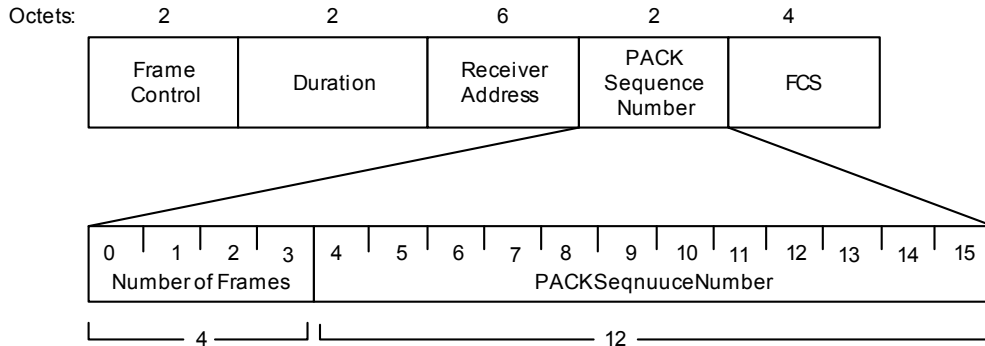 Octets: 2 2 6 2 4
Frame Control
Duration
Receiver Address
PACK Sequence Number
FCS
0 1 2 3 4 5 6 7 8 9 10 11 12 13 14 15
Number of Frames
PACKSeqnuuceNumber
4 12